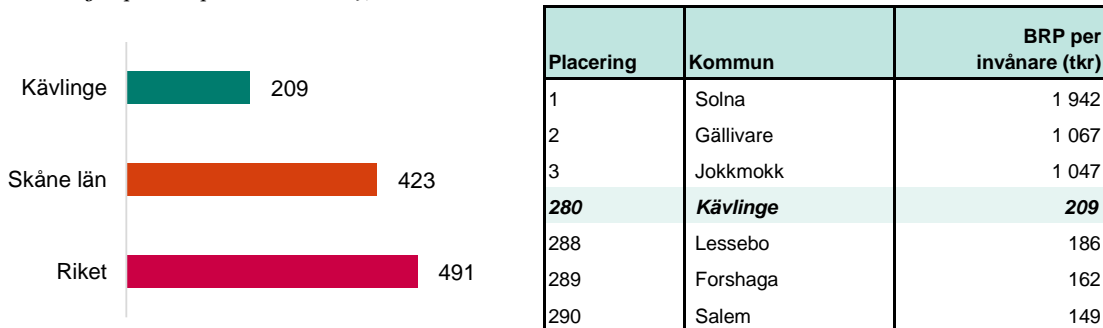 Kävlinge 209
Skåne län 423
Riket 491
Placering Kommun BRP per invånare (tkr)
1 Solna 1 942
2 Gällivare 1 067
3 Jokkmokk 1 047
280 Kävlinge 209
288 Lessebo 186
289 Forshaga 162
290 Salem 149